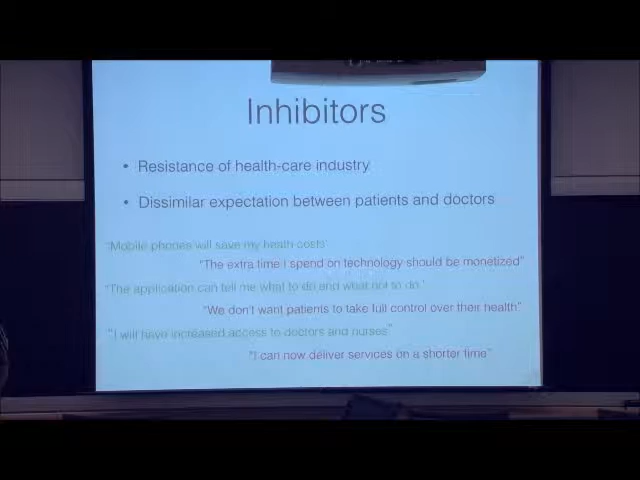 Inhibitors
• Resistance of health-care industry
• Dissimilar expectation between patients and doctors
"Mobile phones will save my heath costs
"The extra time I spend on technology should be monetized"
"The application can tell me what to do and what not to do."
"We don't want patients to take full control over their health"
"I will have increased access to doctors and nurses"
"I can now deliver services on a shorter time"